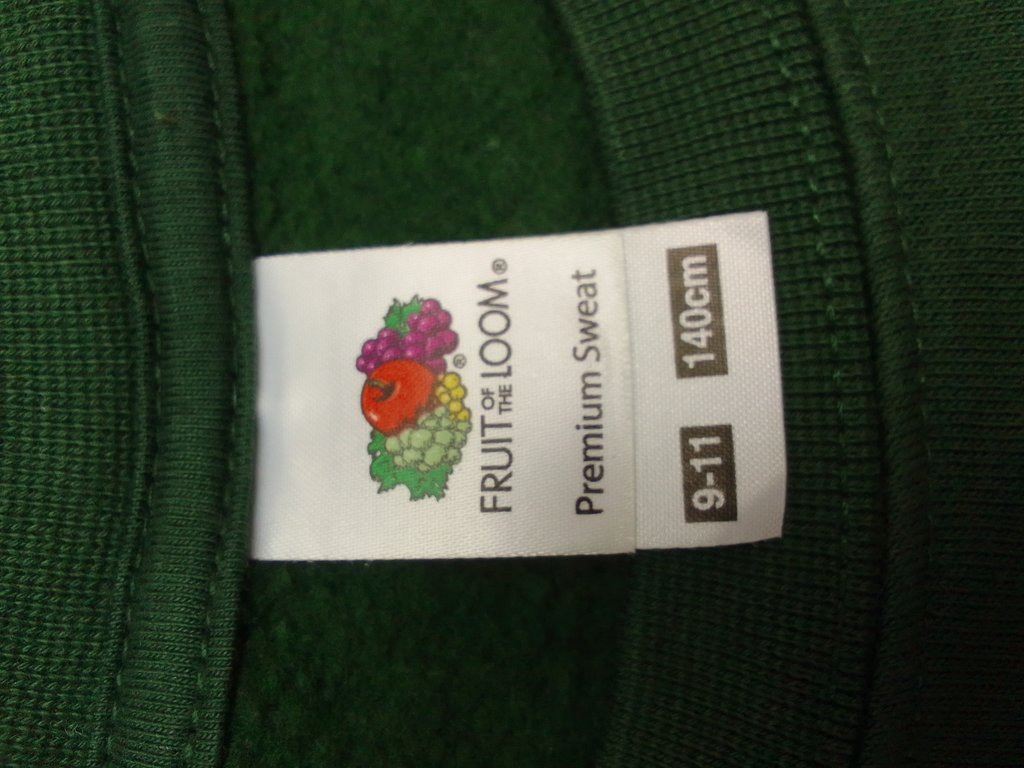 ®
FRUIT OF THE LOOM®
Premium Sweat
9-11 140cm